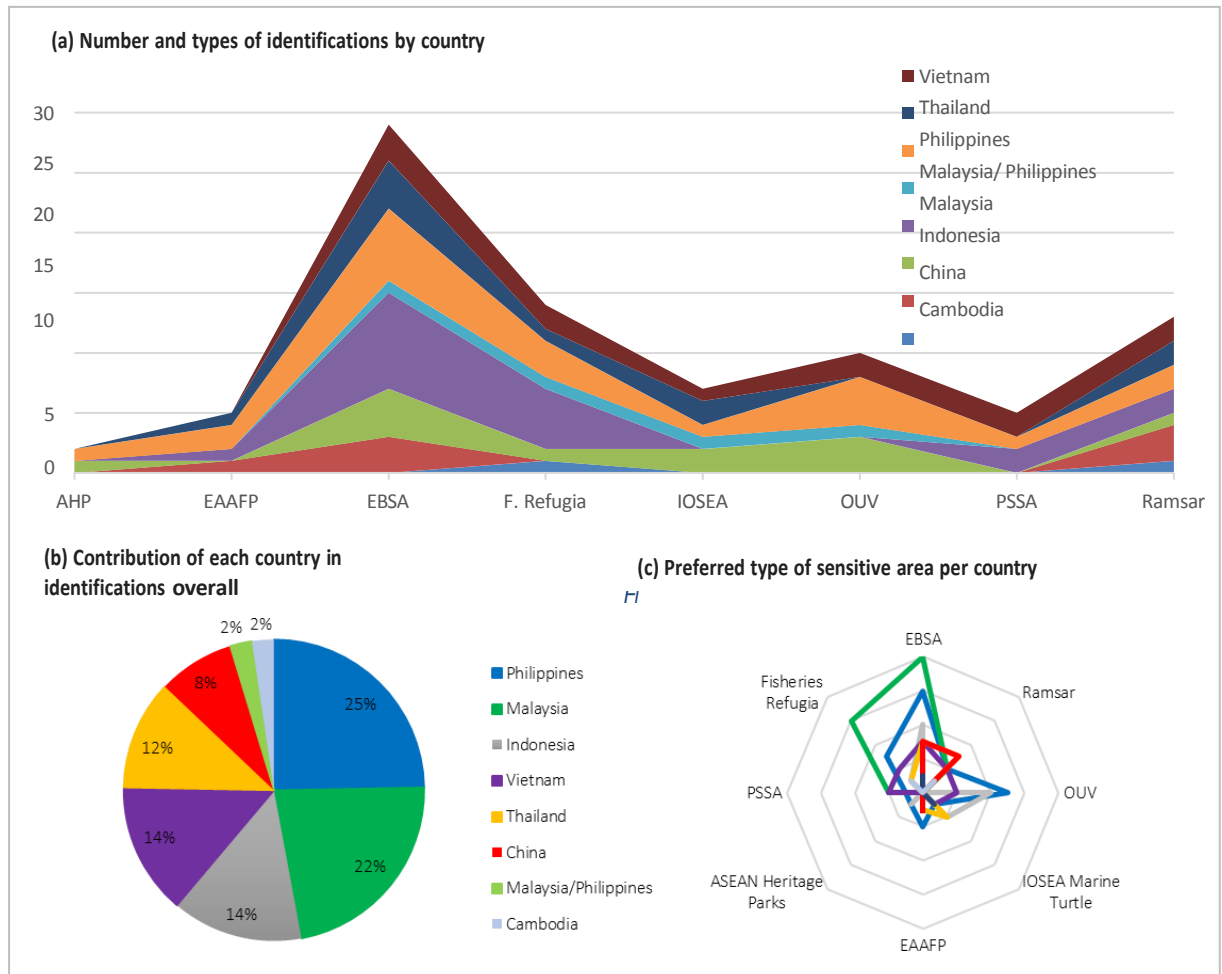 (a) Number and types of identifications by country
Vietnam
Thailand
Philippines
Malaysia/ Philippines
Malaysia
Indonesia
China
Cambodia
30
25
20
15
10
5
0
AHP
EAAFP
EBSA
F. Refugia
IOSEA
OUV
PSSA
Ramsar
(b) Contribution of each country in
identifications overall
2%
2%
8%
25%
12%
14%
14%
22%
Philippines
Malaysia
Indonesia
Vietnam
Thailand
China
Malaysia/Philippines
Cambodia
(c) Preferred type of sensitive area per country
EBSA
Fisheries
Refugia
Ramsar
PSSA
OUV
ASEAN Heritage
Parks
IOSEA Marine
Turtle
EAAFP